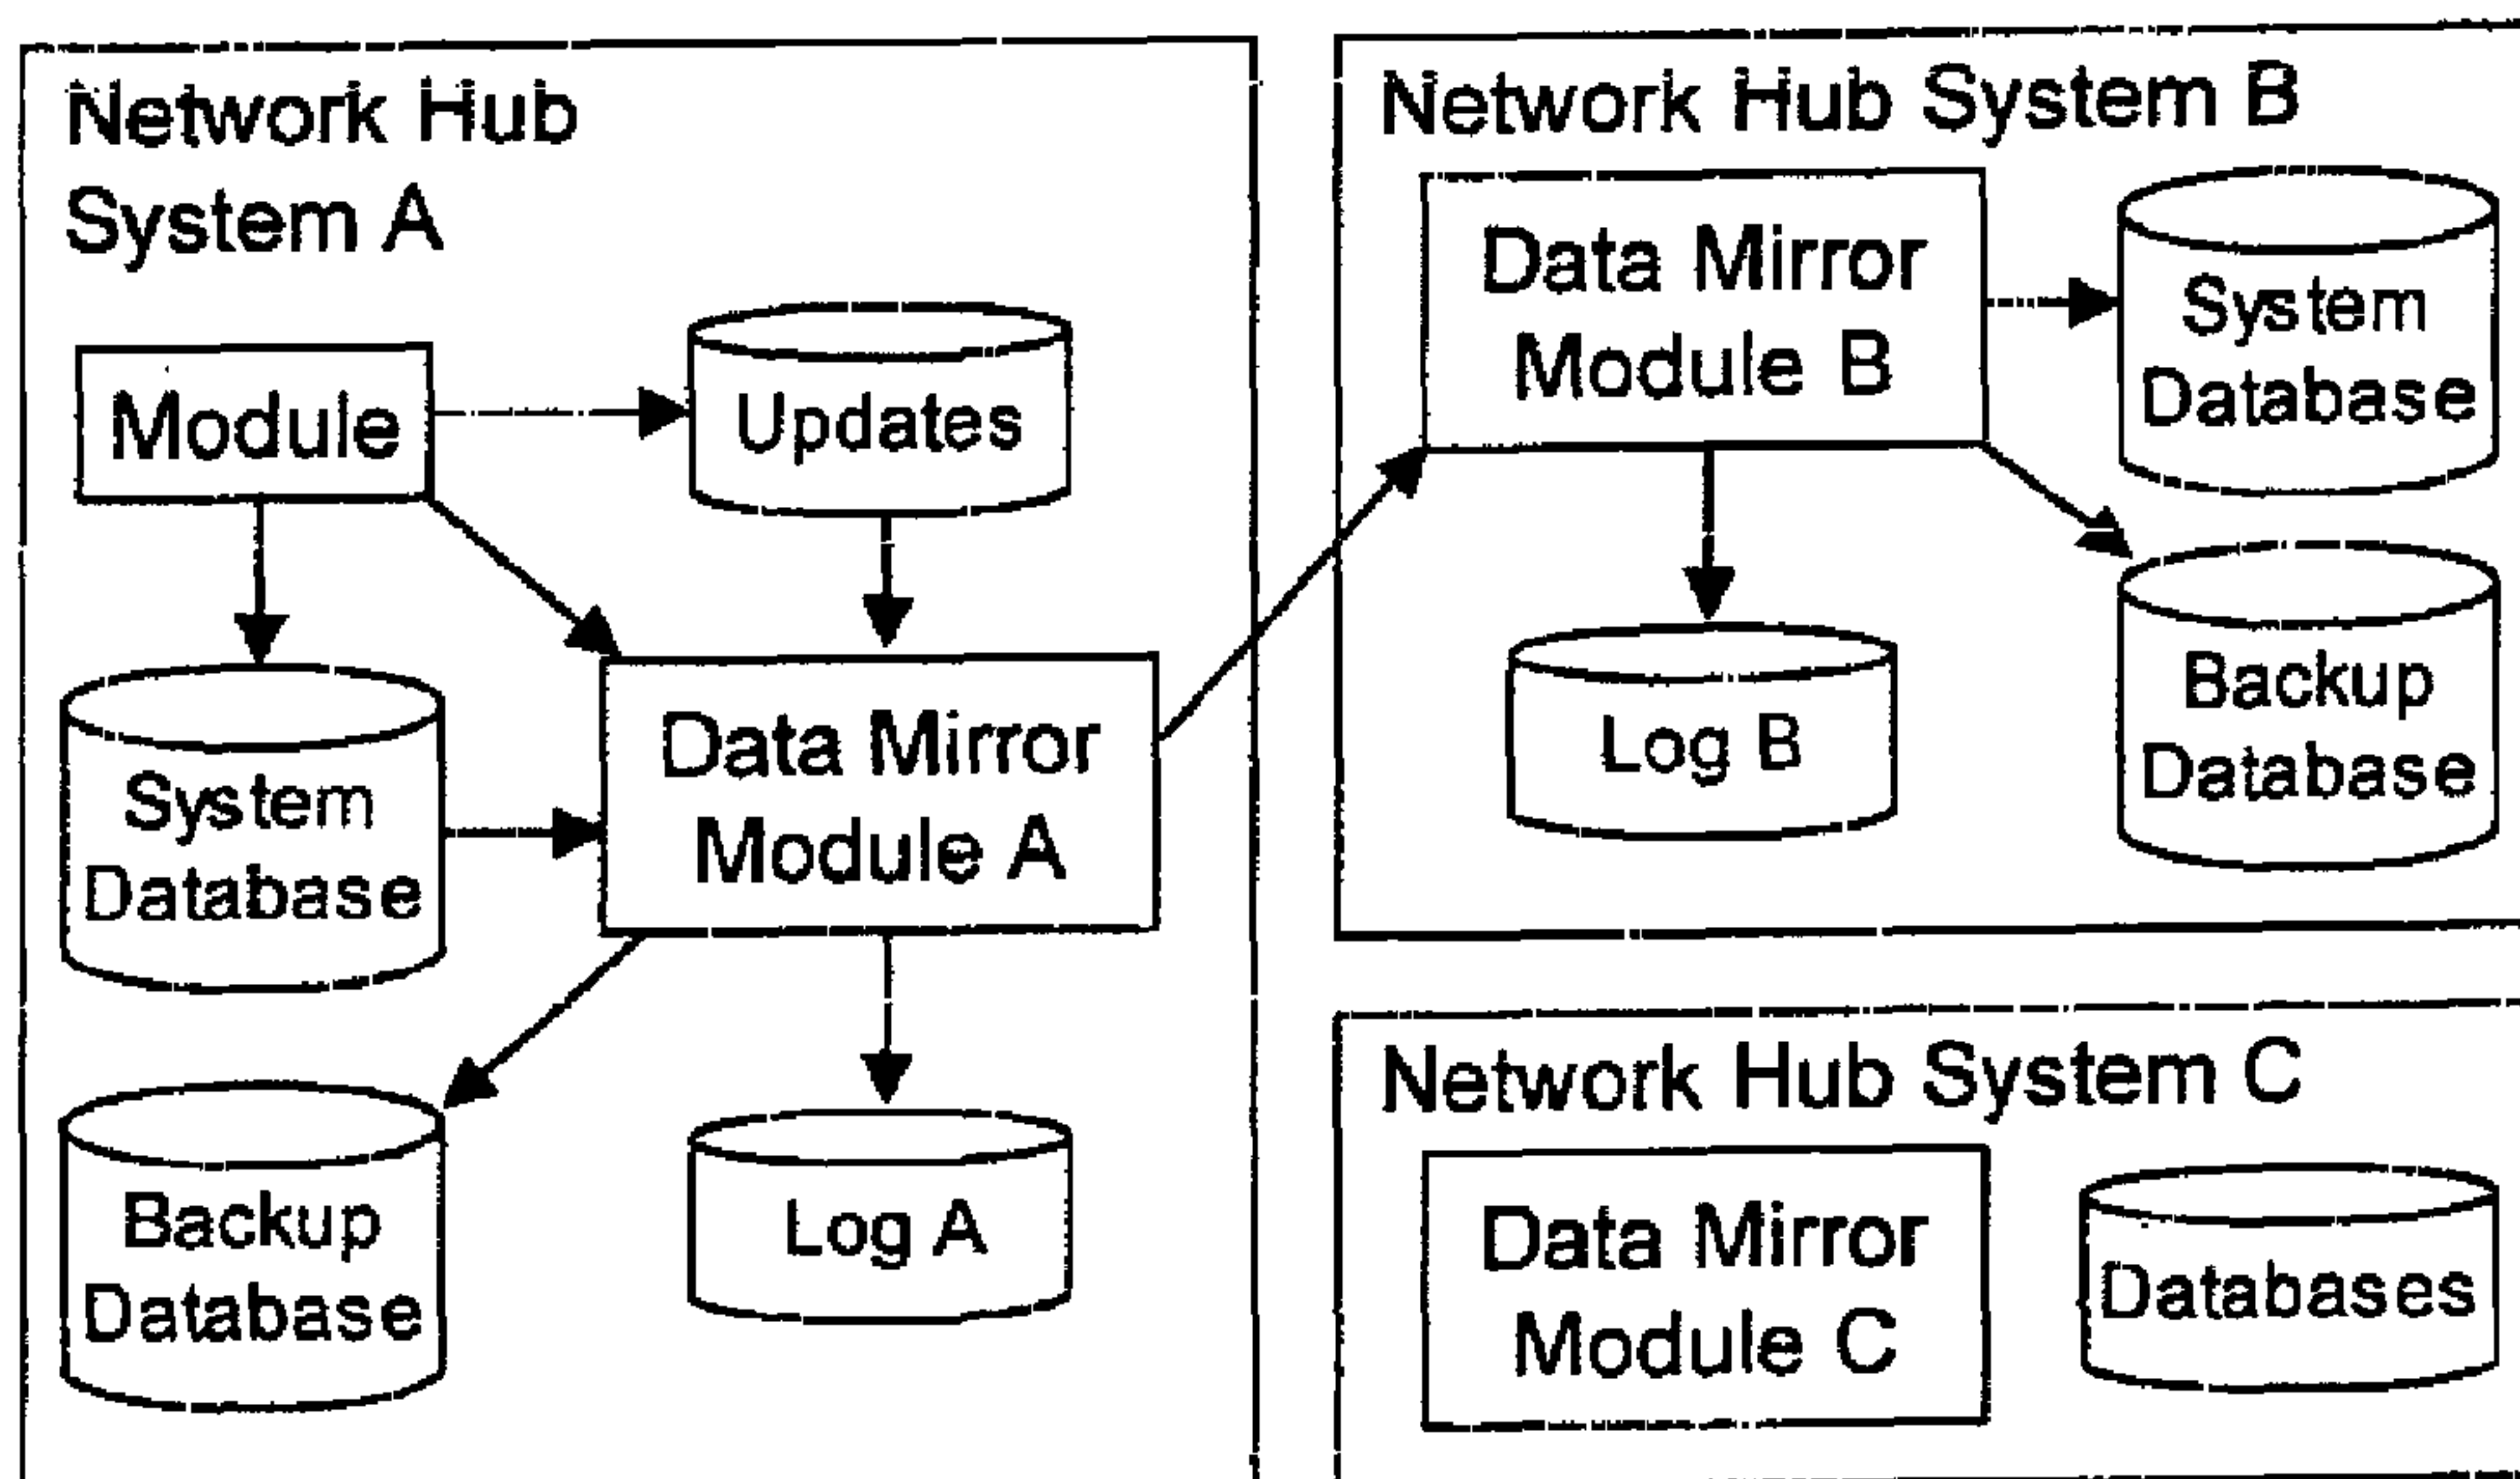 Network Hub
System A
Module
Updates
System
Database
Data Mirror
Module A
Backup
Database
Log A
Network Hub System B
Data Mirror
Module B
System
Database
Log B
Backup
Database
Network Hub System C
Data Mirror
Module C
Databases